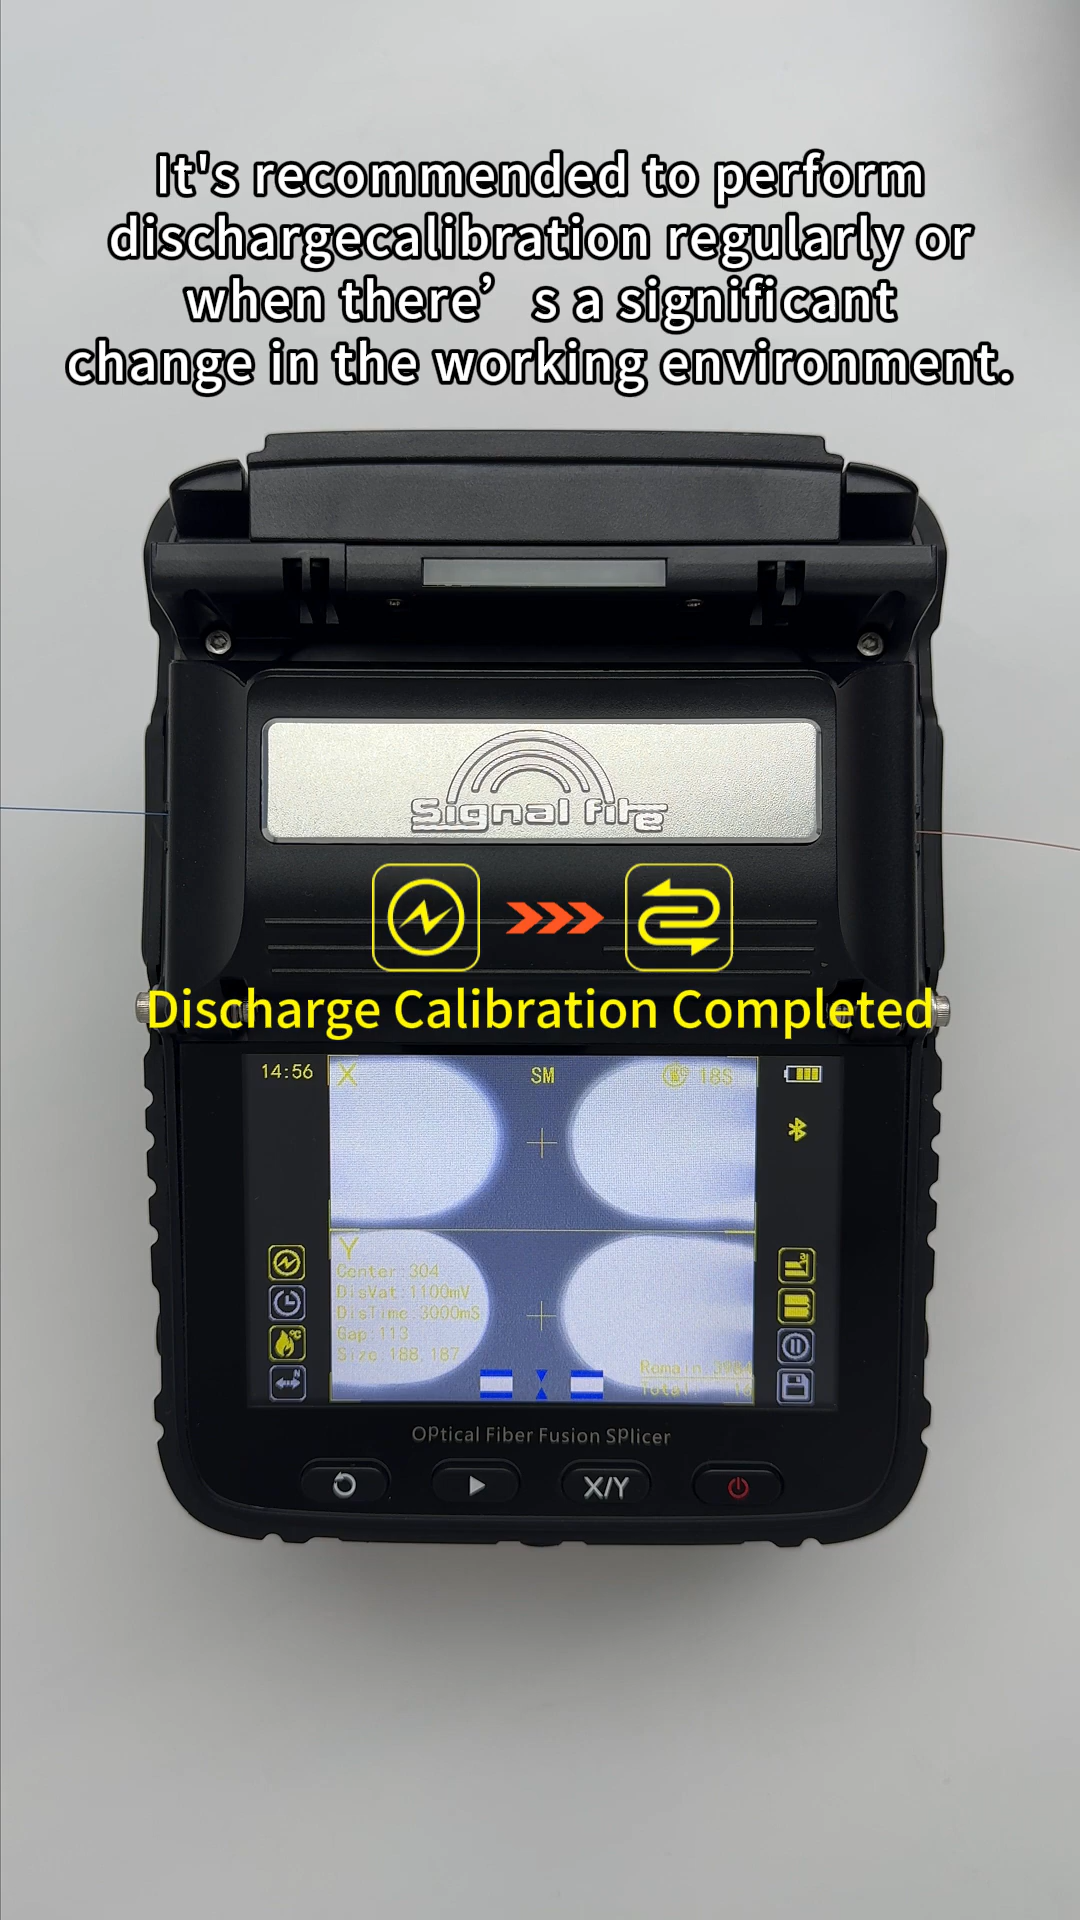 It's recommended to perform
dischargecalibration regularly or
when there’ s a significant
change in the working environment.
Signal fire
Discharge Calibration Completed
14:56
X
SM
18S
Y
Center:304
DisVat:1100mV
DisTime:3000mS
Gap:113
Size:188,187
N
Remain
Total
OPtical Fiber Fusion SPlicer
X/Y